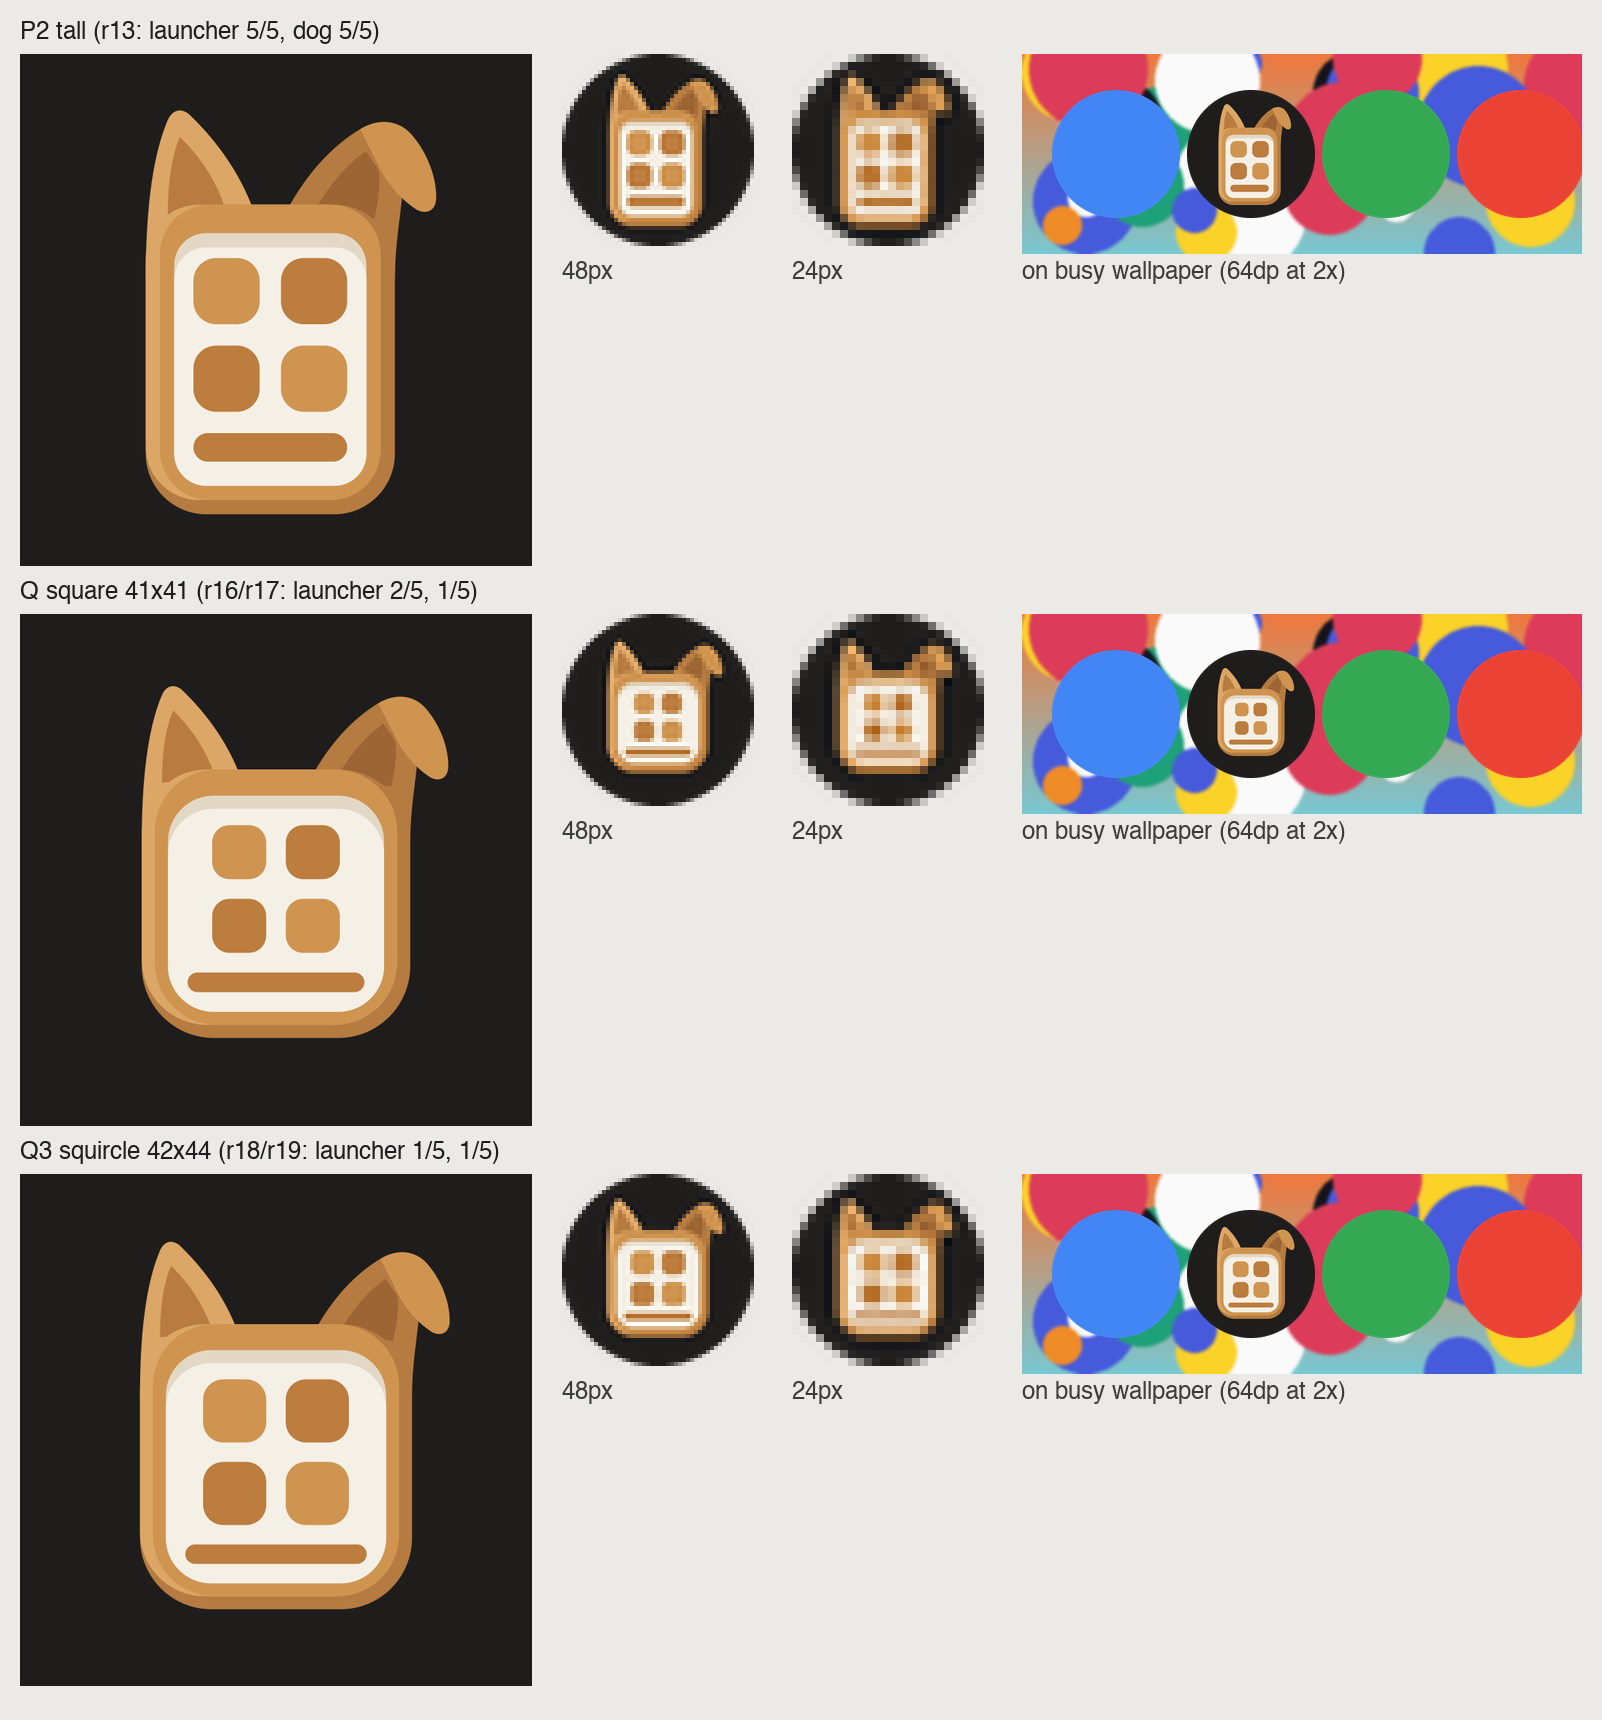 P2 tall (r13: launcher 5/5, dog 5/5)
48px
24px
on busy wallpaper (64dp at 2x)
Q square 41x41 (r16/r17: launcher 2/5, 1/5)
48px
24px
on busy wallpaper (64dp at 2x)
Q3 squircle 42x44 (r18/r19: launcher 1/5, 1/5)
48px
24px
on busy wallpaper (64dp at 2x)